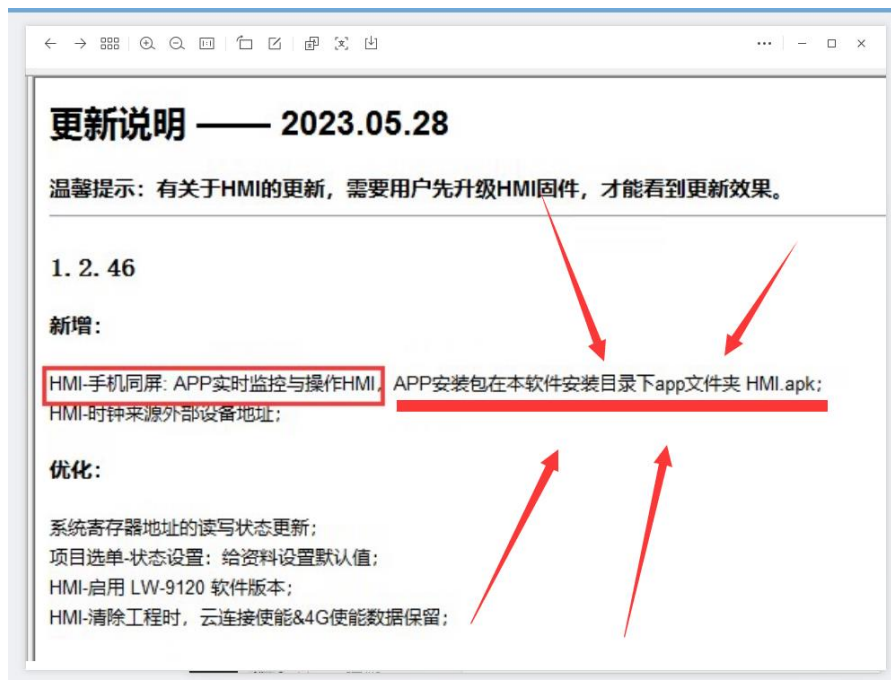 更新说明 —— 2023.05.28
温馨提示：有关于HMI的更新，需要用户先升级HMI固件，才能看到更新效果。
1.2.46
新增：
HMI-手机同屏: APP实时监控与操作HMI，APP安装包在本软件安装目录下app文件夹 HMI.apk;
HMI-时钟来源外部设备地址;
优化：
系统寄存器地址的读写状态更新;
项目选单-状态设置：给资料设置默认值;
HMI-启用 LW-9120 软件版本;
HMI-清除工程时，云连接使能&4G使能数据保留;